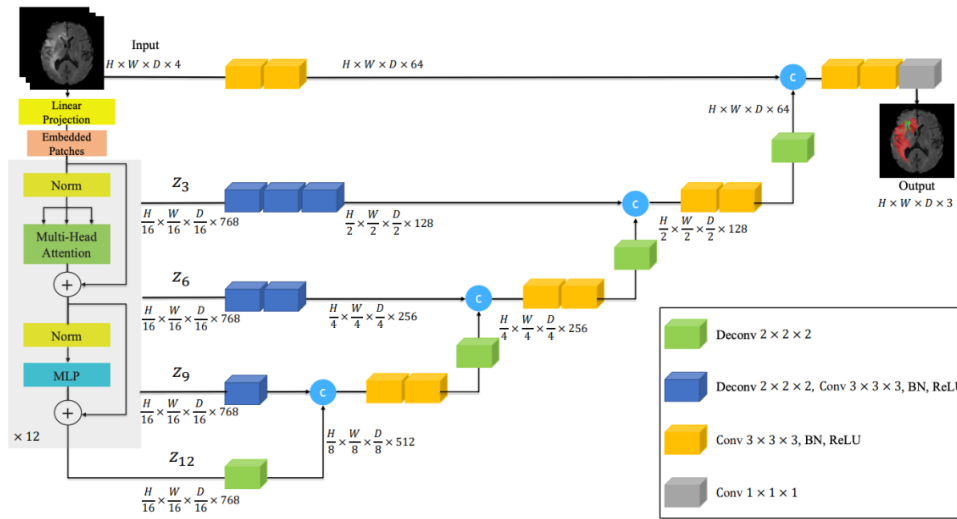 Input
H × W × D × 4
H × W × D × 64
C
Linear
Projection
Embedded
Patches
H × W × D × 64
Output
H × W × D × 3
Norm
Multi-Head
Attention
+
Norm
MLP
+
× 12
z₃
H/16 × W/16 × D/16 × 768
H/2 × W/2 × D/2 × 128
C
H/2 × W/2 × D/2 × 128
z₆
H/16 × W/16 × D/16 × 768
H/4 × W/4 × D/4 × 256
C
H/4 × W/4 × D/4 × 256
z₉
H/16 × W/16 × D/16 × 768
C
H/8 × W/8 × D/8 × 512
z₁₂
H/16 × W/16 × D/16 × 768
Deconv 2 × 2 × 2
Deconv 2 × 2 × 2, Conv 3 × 3 × 3, BN, ReLU
Conv 3 × 3 × 3, BN, ReLU
Conv 1 × 1 × 1